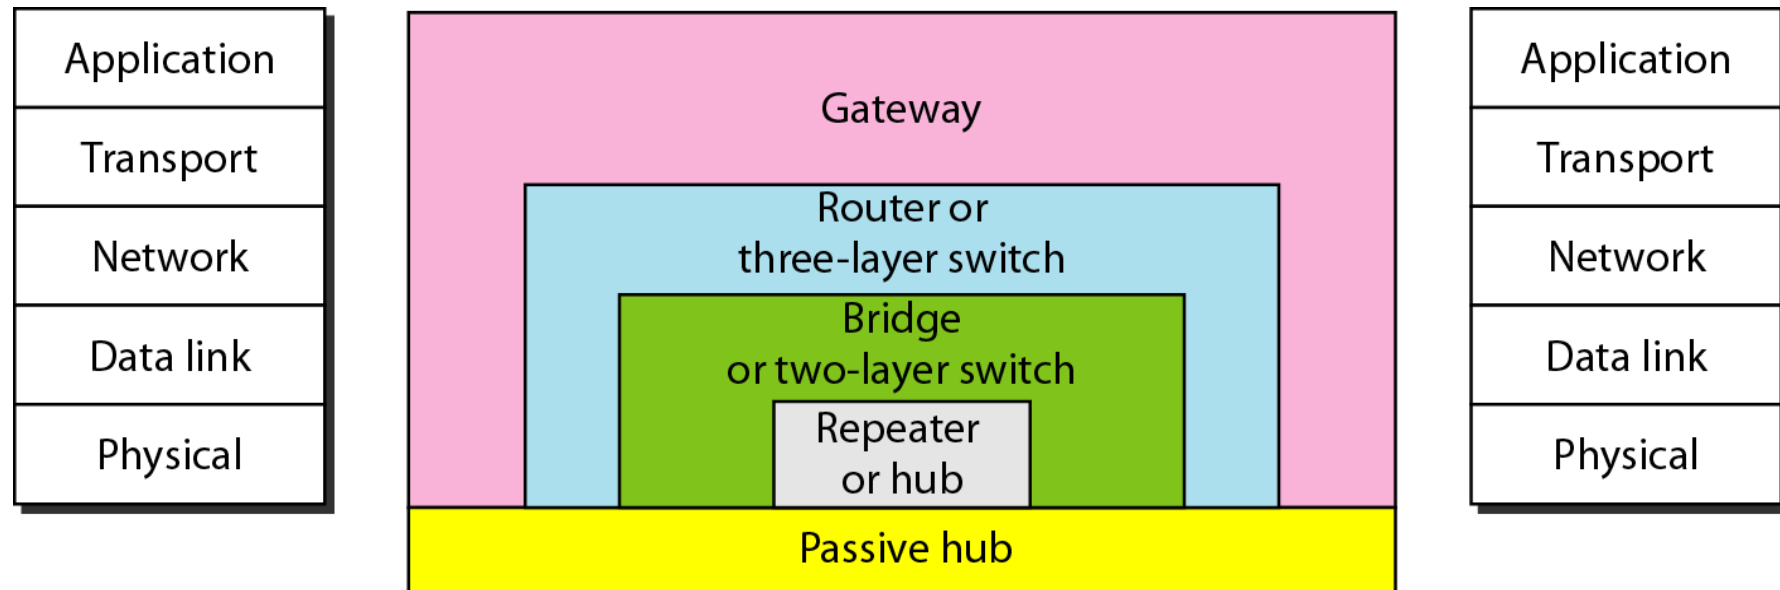 Application
Transport
Network
Data link
Physical
Gateway
Router or
three-layer switch
Bridge
or two-layer switch
Repeater
or hub
Passive hub
Application
Transport
Network
Data link
Physical